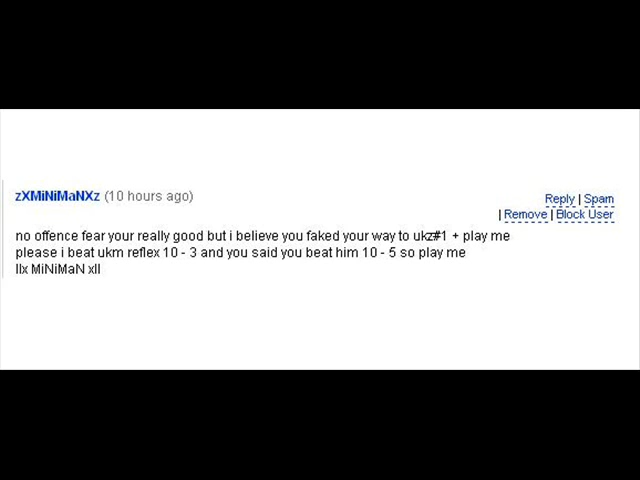 zXMiNiMaNXz (10 hours ago)
Reply | Spam
| Remove | Block User
no offence fear your really good but i believe you faked your way to ukz#1 + play me
please i beat ukm reflex 10 - 3 and you said you beat him 10 - 5 so play me
llx MiNiMaN xll